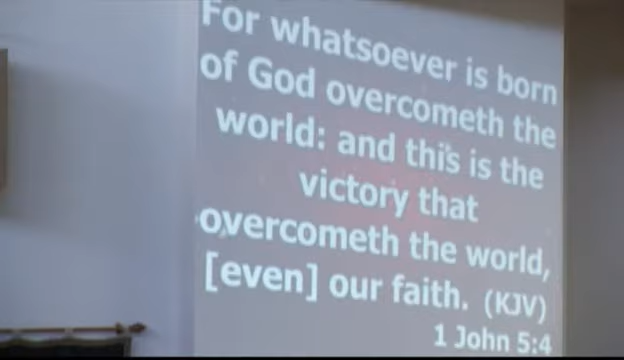 For whatsoever is born
of God overcometh the
world: and this is the
victory that
overcometh the world,
[even] our faith. (KJV)
1 John 5:4